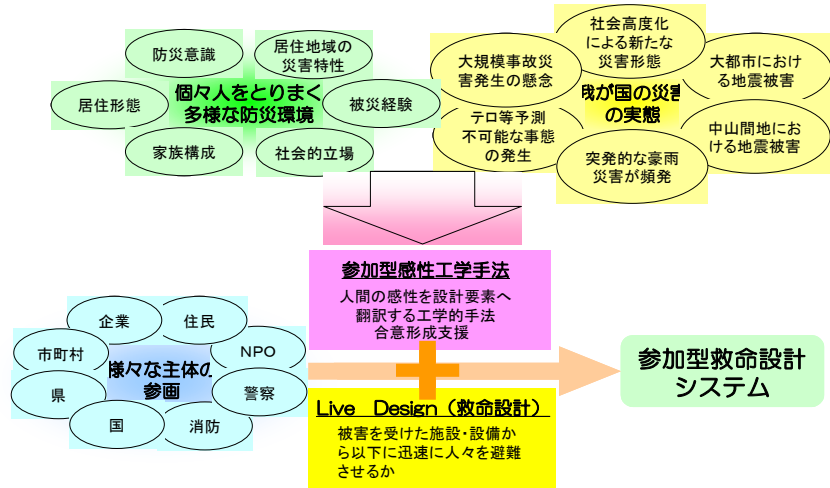 防災意識
居住地域の
災害特性
居住形態
個々人をとりまく
多様な防災環境
被災経験
家族構成
社会的立場
社会高度化
による新たな
災害形態
大規模事故災
害発生の懸念
大都市におけ
る地震被害
我が国の災害
の実態
テロ等予測
不可能な事態
の発生
中山間地にお
ける地震被害
突発的な豪雨
災害が頻発
参加型感性工学手法
人間の感性を設計要素へ
翻訳する工学的手法
合意形成支援
企業
住民
市町村
NPO
様々な主体の
参画
県
警察
国
消防
参加型救命設計
システム
Live Design（救命設計）
被害を受けた施設・設備か
ら以下に迅速に人々を避難
させるか